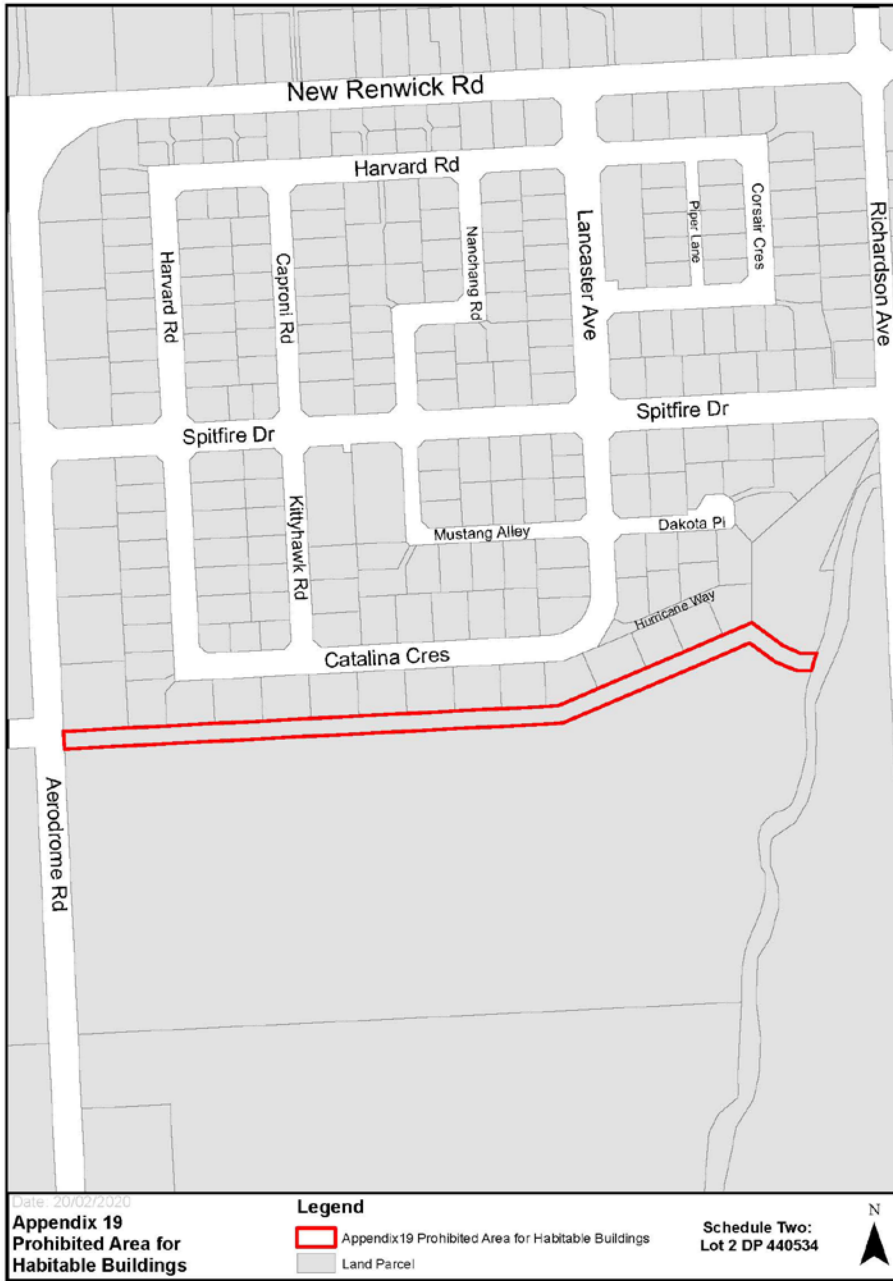 New Renwick Rd
Harvard Rd
Harvard Rd
Caproni Rd
Nanchang Rd
Lancaster Ave
Piper Lane
Corsair Cres
Richardson Ave
Spitfire Dr
Spitfire Dr
Kittyhawk Rd
Mustang Alley
Dakota Pl
Hurricane Way
Catalina Cres
Aerodrome Rd
Date: 20/02/2020
Appendix 19
Prohibited Area for
Habitable Buildings
Legend
Appendix19 Prohibited Area for Habitable Buildings
Land Parcel
Schedule Two:
Lot 2 DP 440534
N